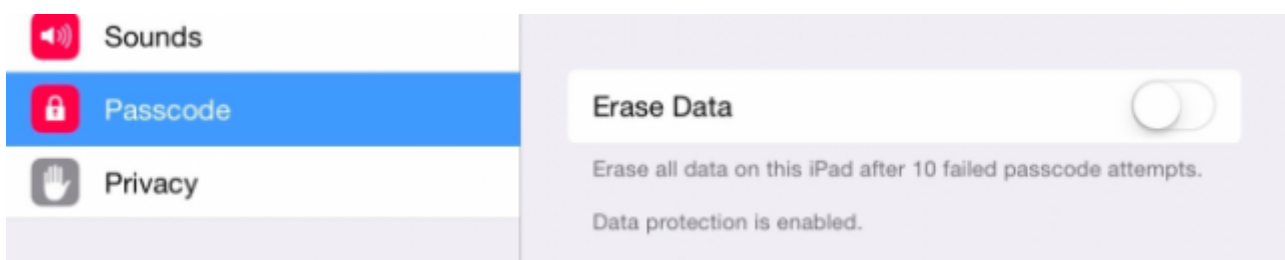 Sounds
Passcode
Privacy
Erase Data
Erase all data on this iPad after 10 failed passcode attempts.
Data protection is enabled.